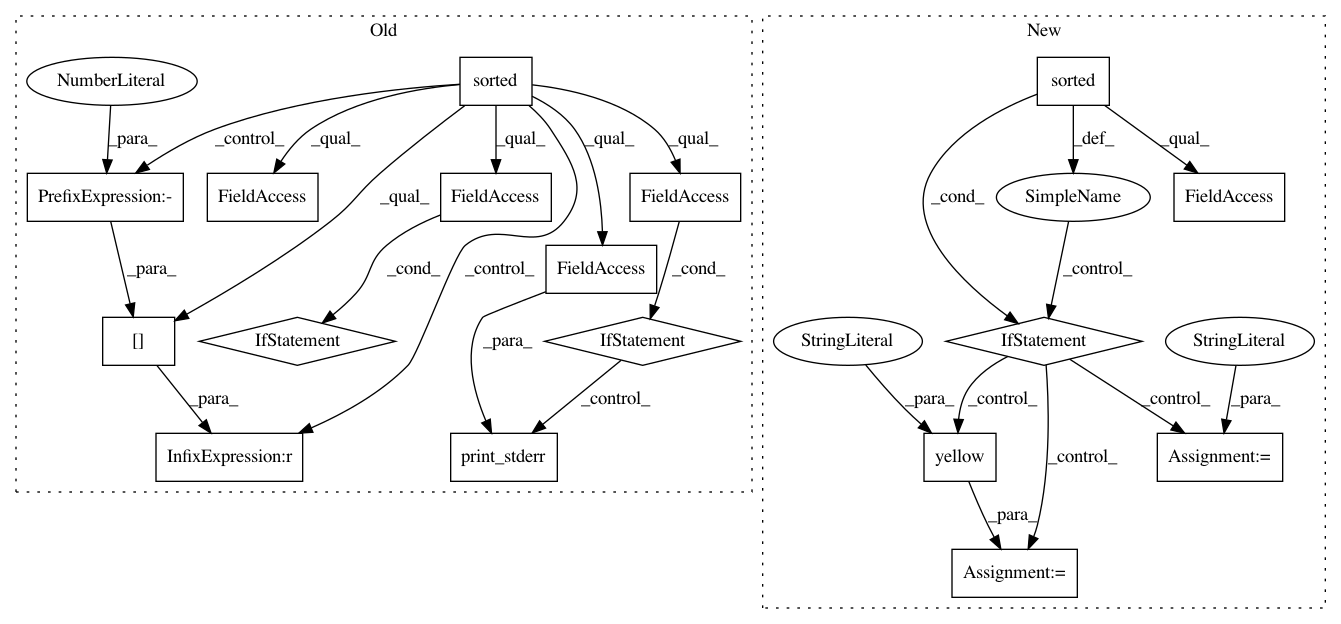 Old
New
NumberLiteral
sorted
sorted
_para_
_control_
_qual_
_qual_
_qual_
_qual_
_def_
_qual_
PrefixExpression:-
FieldAccess
FieldAccess
FieldAccess
SimpleName
FieldAccess
_qual_
_cond_
_para_
_cond_
_control_
FieldAccess
_cond_
_control_
[]
IfStatement
IfStatement
StringLiteral
IfStatement
StringLiteral
_para_
_para_
_control_
_para_
_control_
_control_
_para_
InfixExpression:r
print_stderr
yellow
_control_
Assignment:=
_para_
Assignment:=